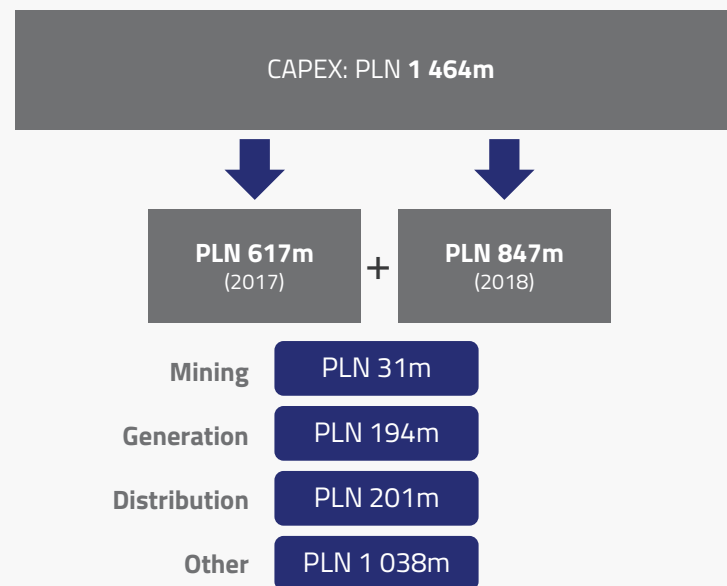 CAPEX: PLN 1 464m
PLN 617m
(2017)
+
PLN 847m
(2018)
Mining PLN 31m
Generation PLN 194m
Distribution PLN 201m
Other PLN 1 038m